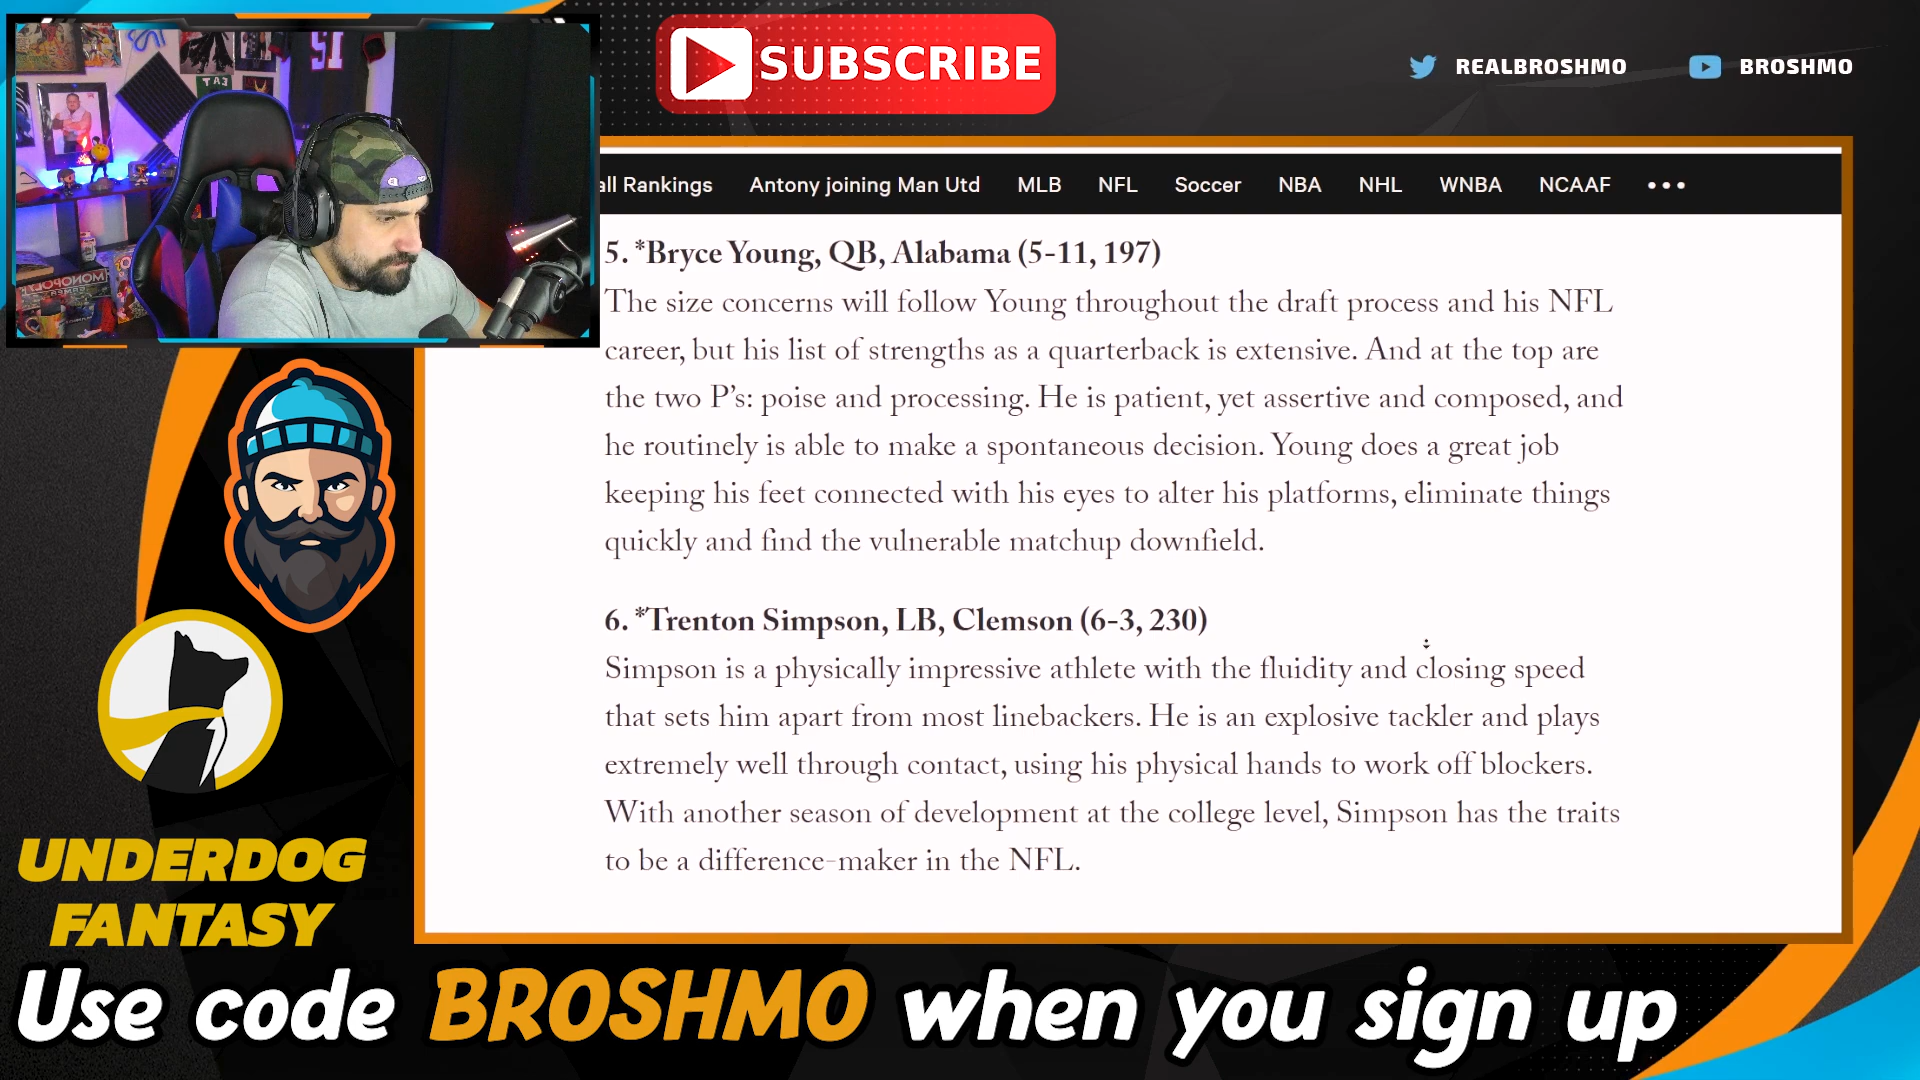 SUBSCRIBE
REALBROSHMO
BROSHMO
all Rankings Antony joining Man Utd MLB NFL Soccer NBA NHL WNBA NCAAF •••
5. *Bryce Young, QB, Alabama (5-11, 197)
The size concerns will follow Young throughout the draft process and his NFL
career, but his list of strengths as a quarterback is extensive. And at the top are
the two P’s: poise and processing. He is patient, yet assertive and composed, and
he routinely is able to make a spontaneous decision. Young does a great job
keeping his feet connected with his eyes to alter his platforms, eliminate things
quickly and find the vulnerable matchup downfield.
6. *Trenton Simpson, LB, Clemson (6-3, 230)
Simpson is a physically impressive athlete with the fluidity and closing speed
that sets him apart from most linebackers. He is an explosive tackler and plays
extremely well through contact, using his physical hands to work off blockers.
With another season of development at the college level, Simpson has the traits
to be a difference-maker in the NFL.
UNDERDOG
FANTASY
Use code BROSHMO when you sign up
MONOPOLY